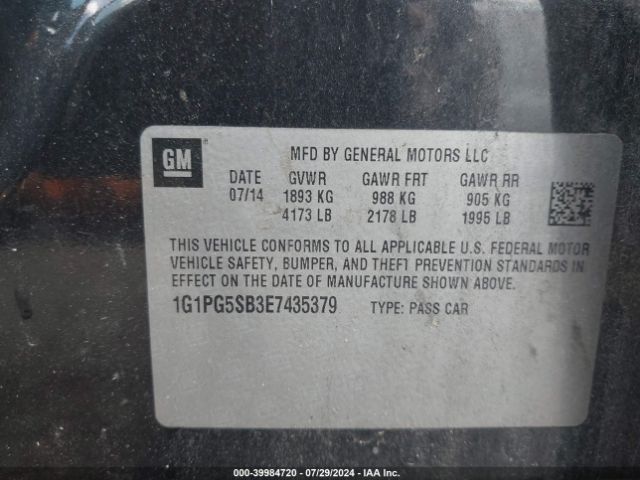 GM
MFD BY GENERAL MOTORS LLC
DATE GVWR GAWR FRT GAWR RR
07/14 1893 KG 988 KG 905 KG
4173 LB 2178 LB 1995 LB
THIS VEHICLE CONFORMS TO ALL APPLICABLE U.S. FEDERAL MOTOR
VEHICLE SAFETY, BUMPER, AND THEFT PREVENTION STANDARDS IN
EFFECT ON THE DATE OF MANUFACTURE SHOWN ABOVE.
1G1PG5SB3E7435379 TYPE: PASS CAR
000-39984720 - 07/29/2024 - IAA Inc.